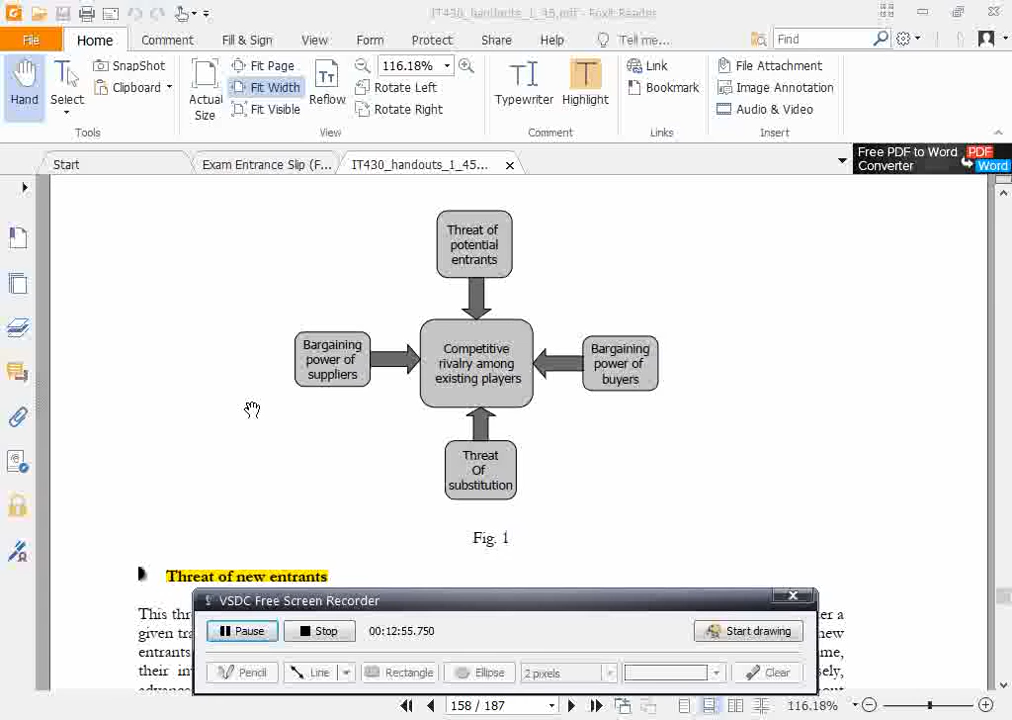 IT430_handouts_1_45.pdf - Foxit Reader
File Home Comment Fill & Sign View Form Protect Share Help Tell me... Find
Hand
Select
SnapShot
Clipboard
Tools
Actual
Size
Fit Page
Fit Width
Fit Visible
Reflow
116.18%
Rotate Left
Rotate Right
View
Typewriter
Highlight
Comment
Link
Bookmark
Links
File Attachment
Image Annotation
Audio & Video
Insert
Start
Exam Entrance Slip (F...
IT430_handouts_1_45...
Free PDF to Word
Converter
PDF
Word
Threat of
potential
entrants
Bargaining
power of
suppliers
Competitive
rivalry among
existing players
Bargaining
power of
buyers
Threat
Of
substitution
Fig. 1
Threat of new entrants
This
given
new
entrants
their
VSDC Free Screen Recorder
Pause
Stop
00:12:55.750
Start drawing
Pencil
Line
Rectangle
Ellipse
2 pixels
Clear
158 / 187
116.18%